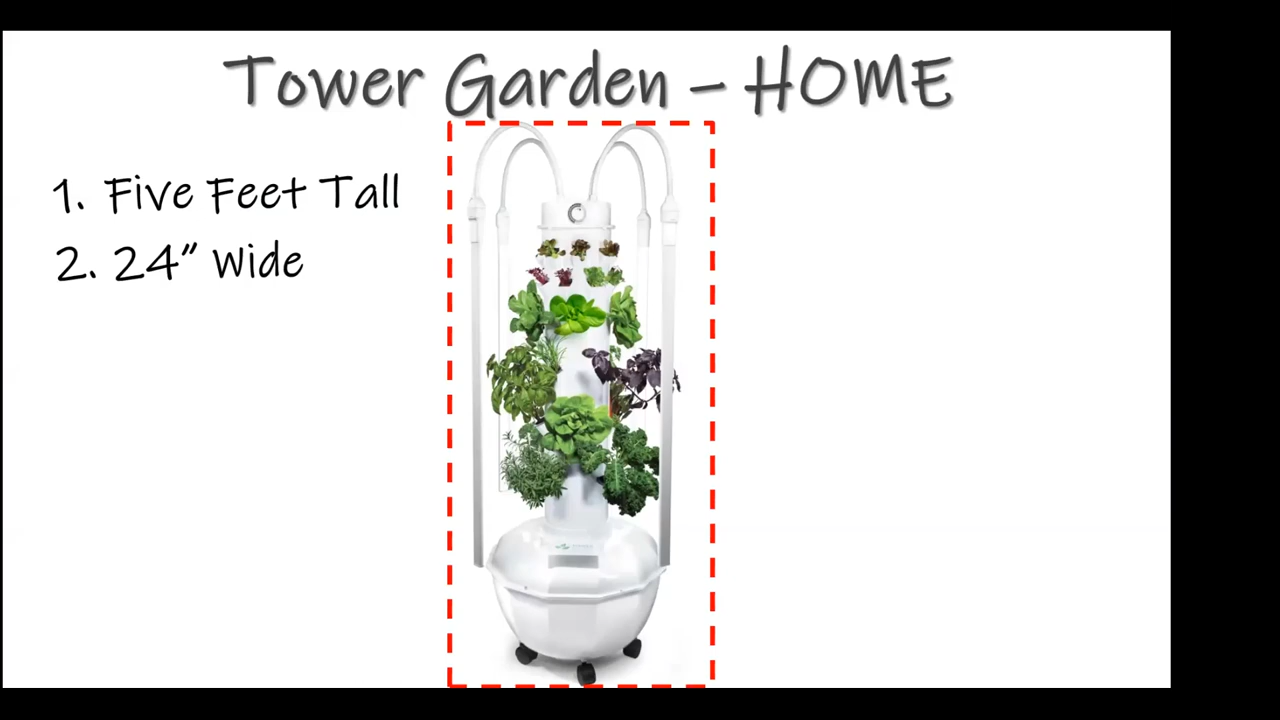 Tower Garden – HOME
1. Five Feet Tall
2. 24” Wide